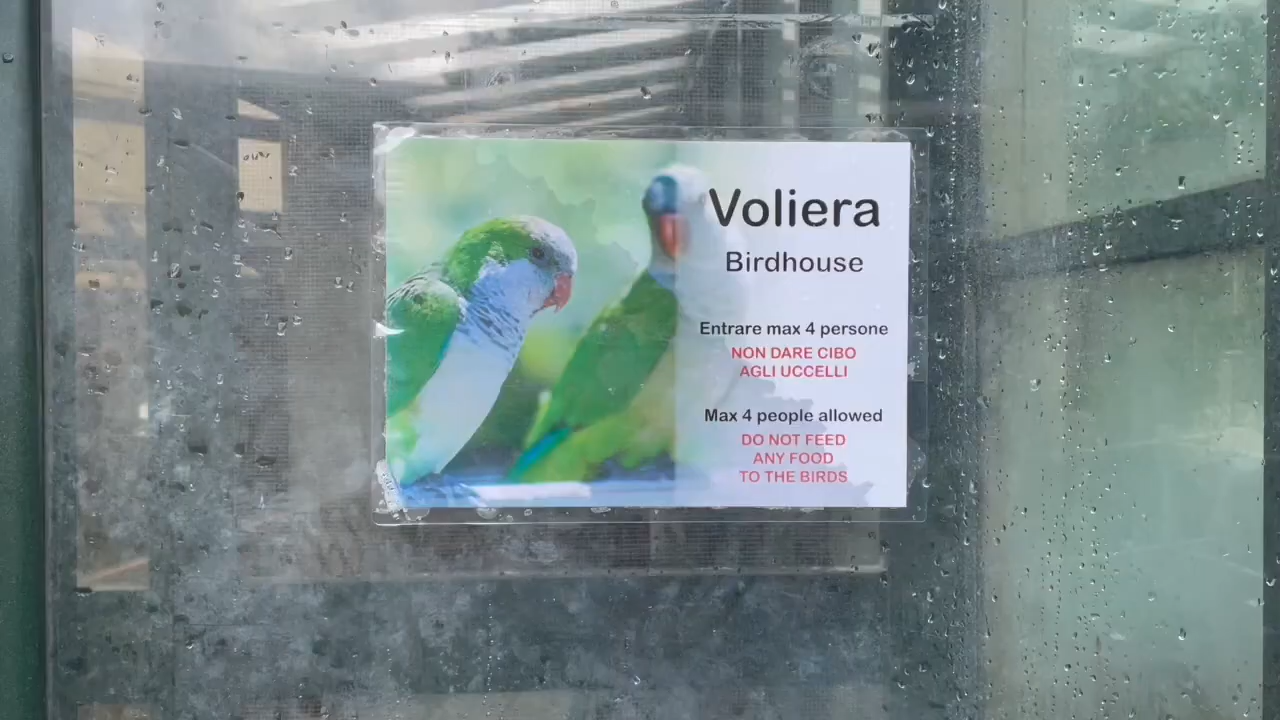 Voliera
Birdhouse
Entrare max 4 persone
NON DARE CIBO
AGLI UCCELLI
Max 4 people allowed
DO NOT FEED
ANY FOOD
TO THE BIRDS